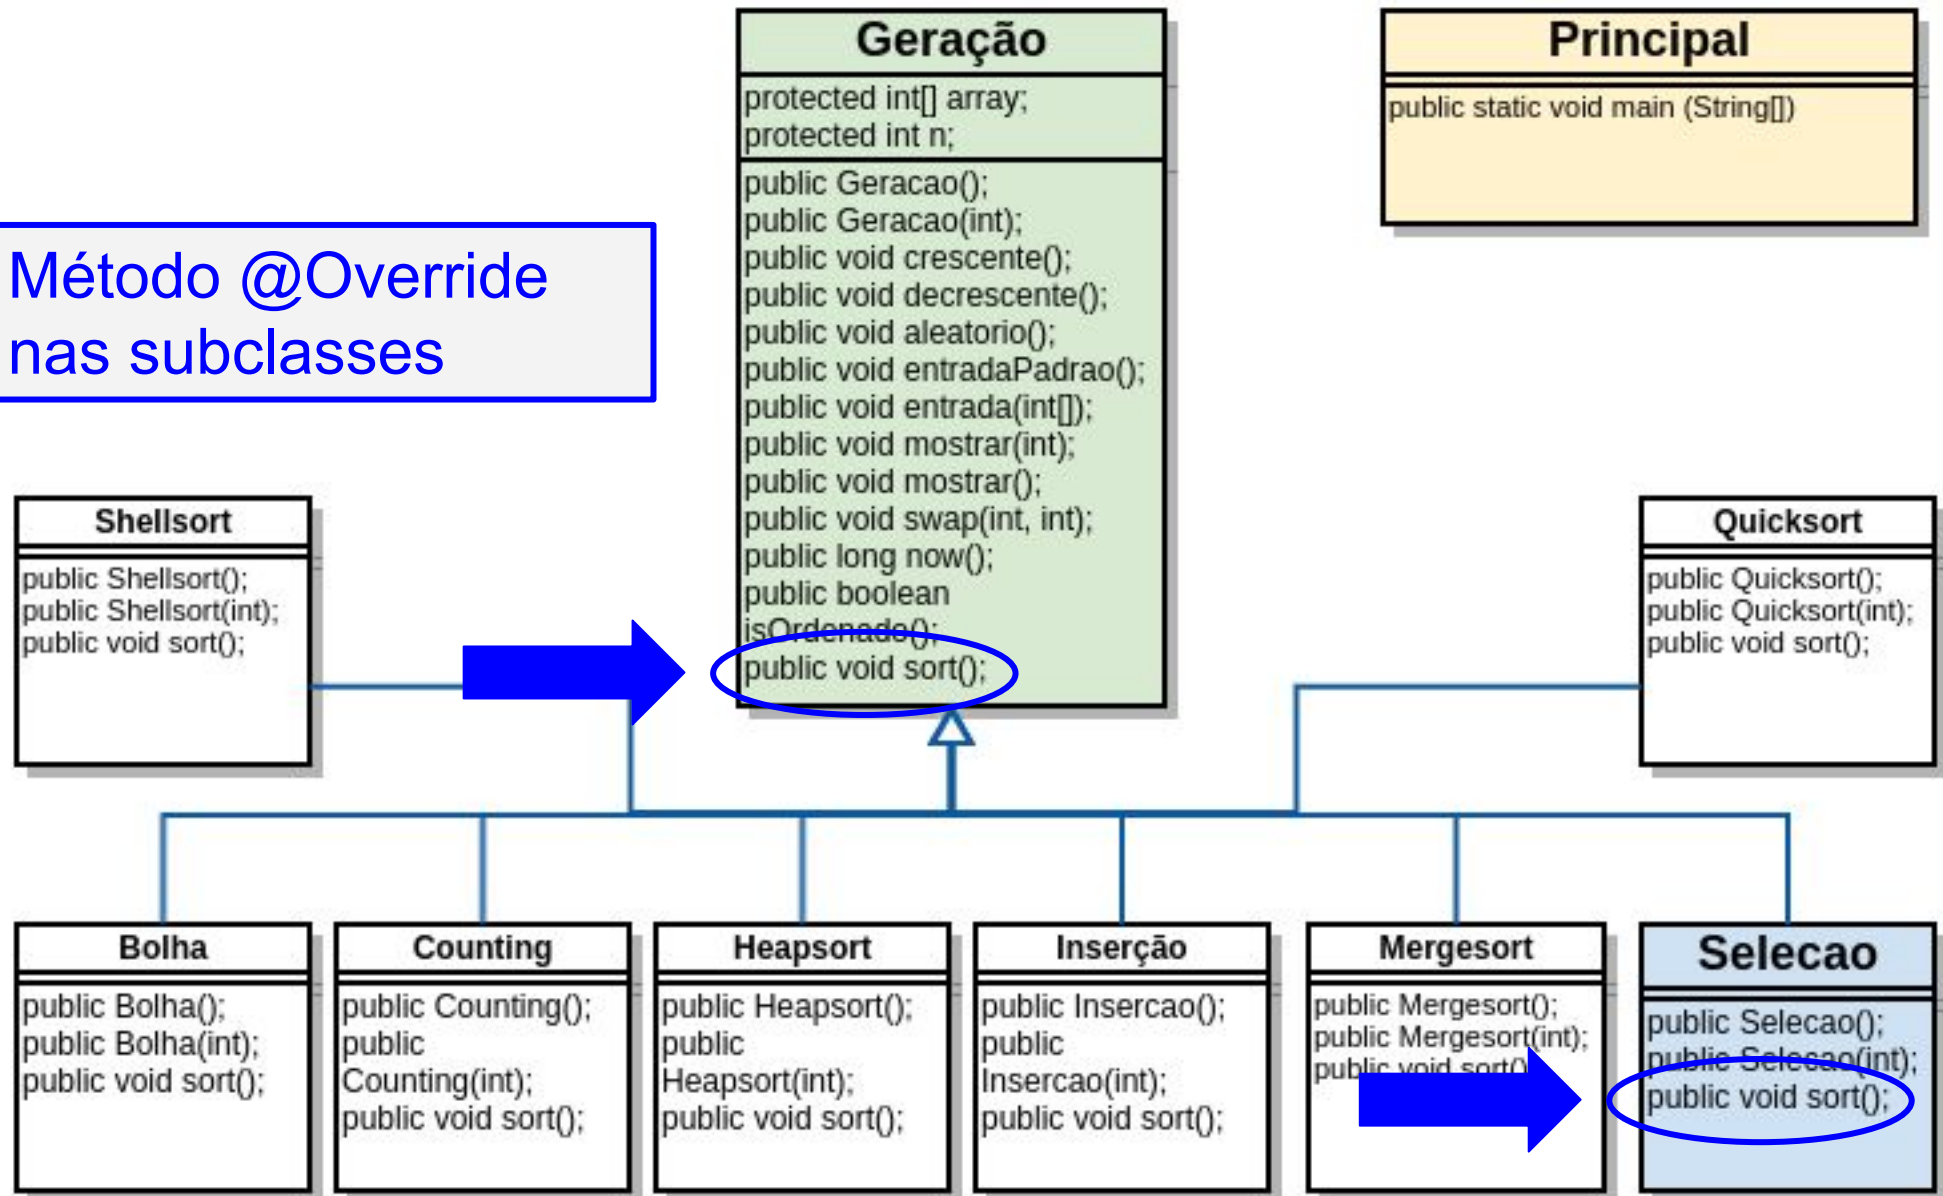 Geração
protected int[] array;
protected int n;
public Geracao();
public Geracao(int);
public void crescente();
public void decrescente();
public void aleatorio();
public void entradaPadrao();
public void entrada(int[]);
public void mostrar(int);
public void mostrar();
public void swap(int, int);
public long now();
public boolean
isOrdenado();
public void sort();
Principal
public static void main (String[])
Método @Override
nas subclasses
Shellsort
public Shellsort();
public Shellsort(int);
public void sort();
Quicksort
public Quicksort();
public Quicksort(int);
public void sort();
Bolha
public Bolha();
public Bolha(int);
public void sort();
Counting
public Counting();
public
Counting(int);
public void sort();
Heapsort
public Heapsort();
public
Heapsort(int);
public void sort();
Inserção
public Insercao();
public
Insercao(int);
public void sort();
Mergesort
public Mergesort();
public Mergesort(int);
public void sort()
Selecao
public Selecao();
public Selecao(int);
public void sort();